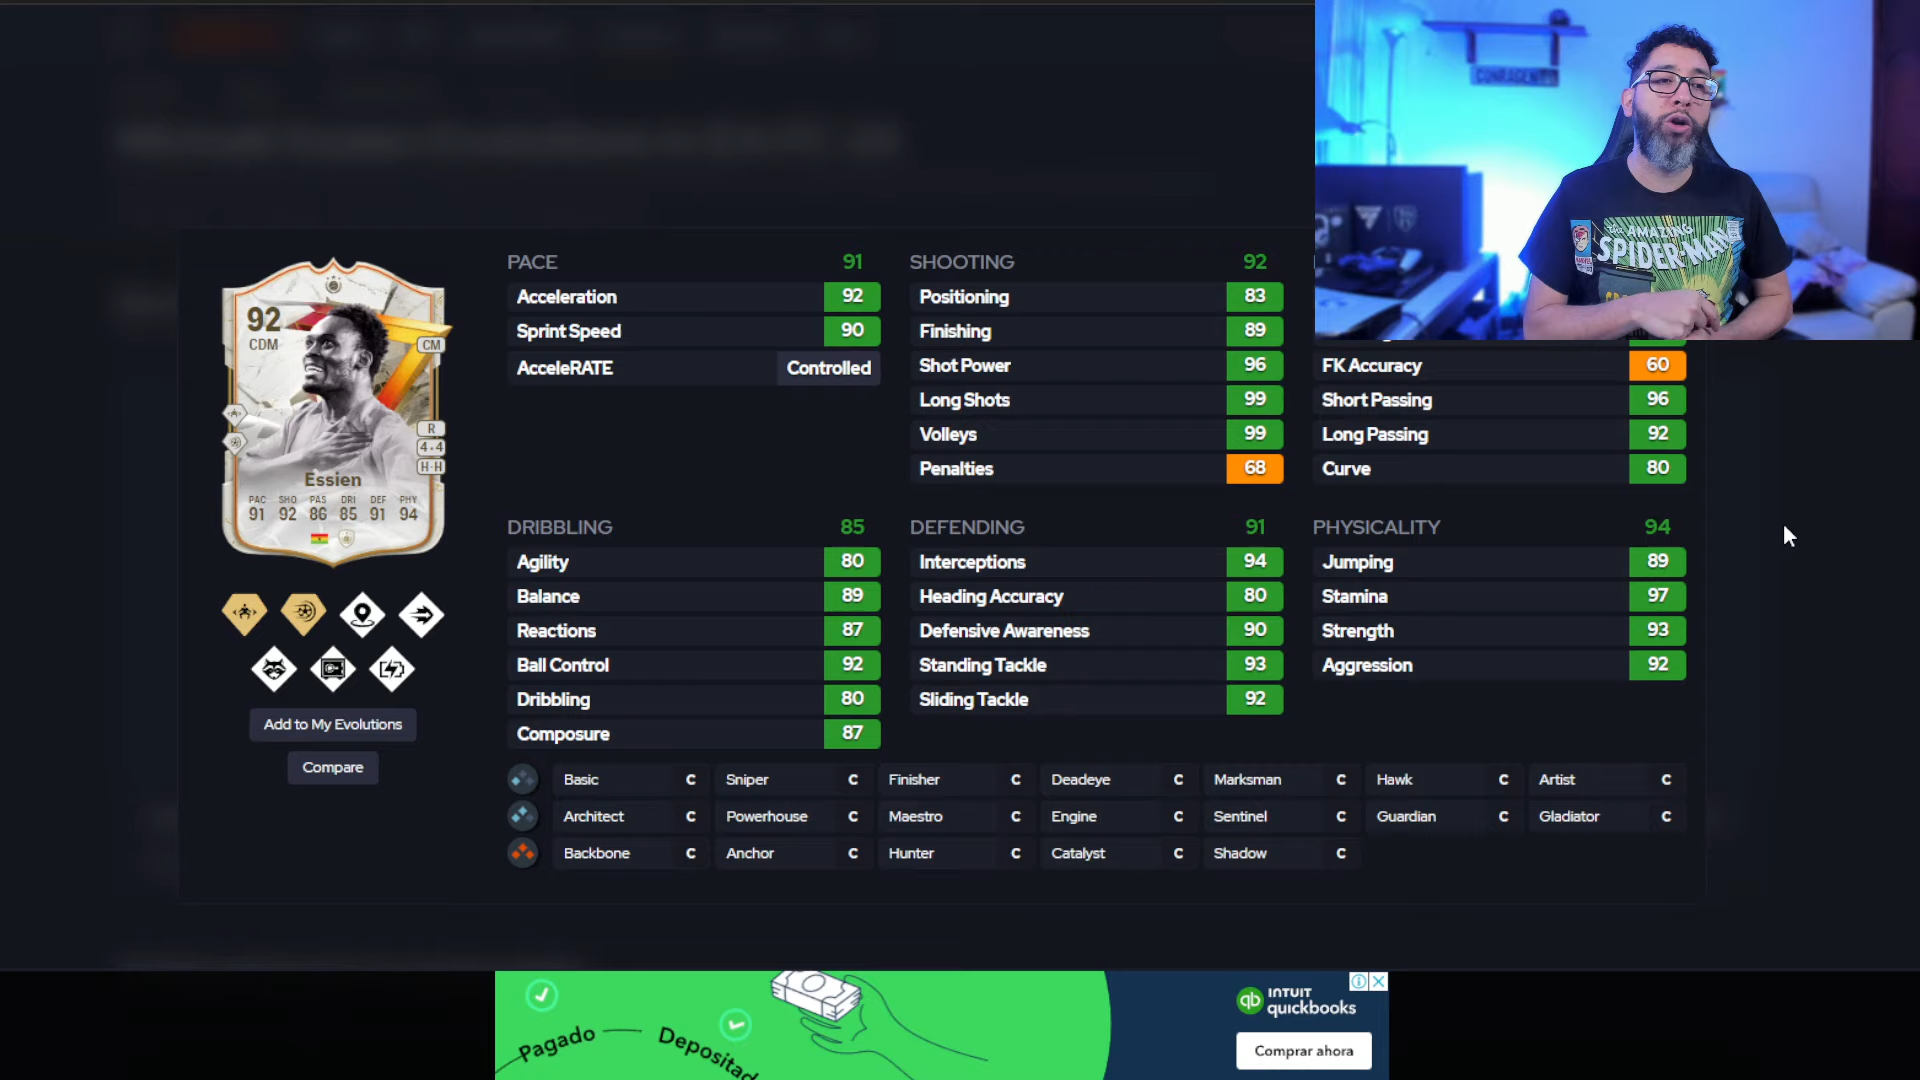 CONRAGENTS
The AMAZING
SPIDER-MAN
92
CDM
CM
R
4-4
H-H
Essien
PAC SHO PAS DRI DEF PHY
91 92 86 85 91 94
Add to My Evolutions
Compare
PACE 91
Acceleration 92
Sprint Speed 90
AcceleRATE Controlled
SHOOTING 92
Positioning 83
Finishing 89
Shot Power 96
Long Shots 99
Volleys 99
Penalties 68
FK Accuracy 60
Short Passing 96
Long Passing 92
Curve 80
DRIBBLING 85
Agility 80
Balance 89
Reactions 87
Ball Control 92
Dribbling 80
Composure 87
DEFENDING 91
Interceptions 94
Heading Accuracy 80
Defensive Awareness 90
Standing Tackle 93
Sliding Tackle 92
PHYSICALITY 94
Jumping 89
Stamina 97
Strength 93
Aggression 92
Basic C Sniper C Finisher C Deadeye C Marksman C Hawk C Artist C
Architect C Powerhouse C Maestro C Engine C Sentinel C Guardian C Gladiator C
Backbone C Anchor C Hunter C Catalyst C Shadow C
Pagado
Depositad
qb INTUIT
quickbooks
Comprar ahora